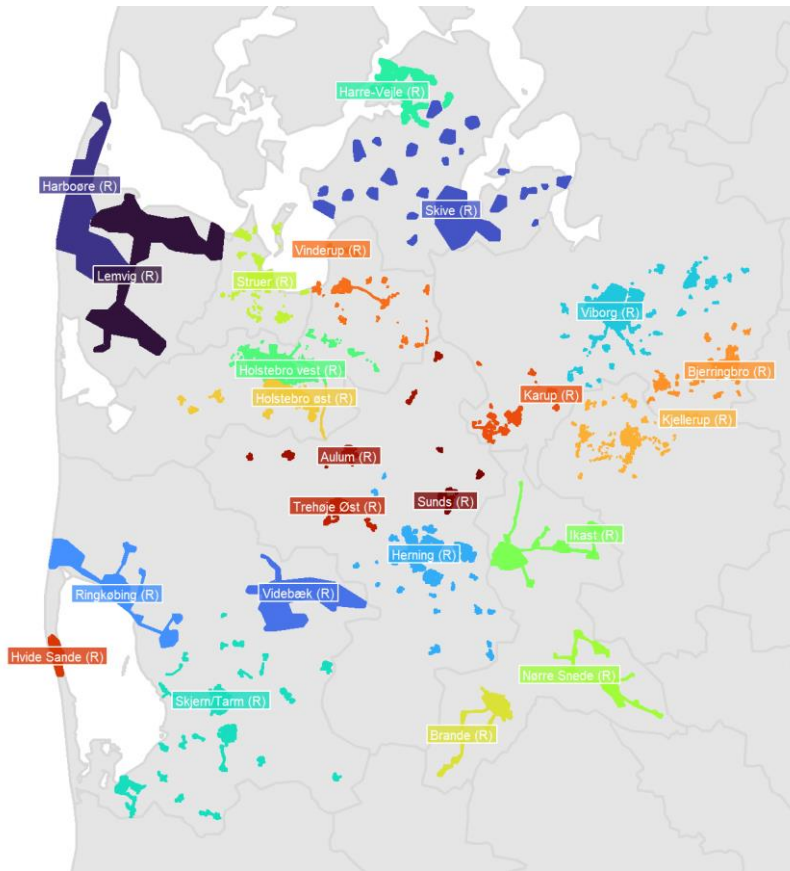 Harre-Vejle (R)
Harboøre (R)
Skive (R)
Vinderup (R)
Lemvig (R)
Struer (R)
Viborg (R)
Holstebro vest (R)
Bjerringbro (R)
Holstebro øst (R)
Karup (R)
Kjellerup (R)
Aulum (R)
Sunds (R)
Trehøje Øst (R)
Ikast (R)
Herning (R)
Ringkøbing (R)
Videbæk (R)
Hvide Sande (R)
Nørre Snede (R)
Skjern/Tarm (R)
Brande (R)